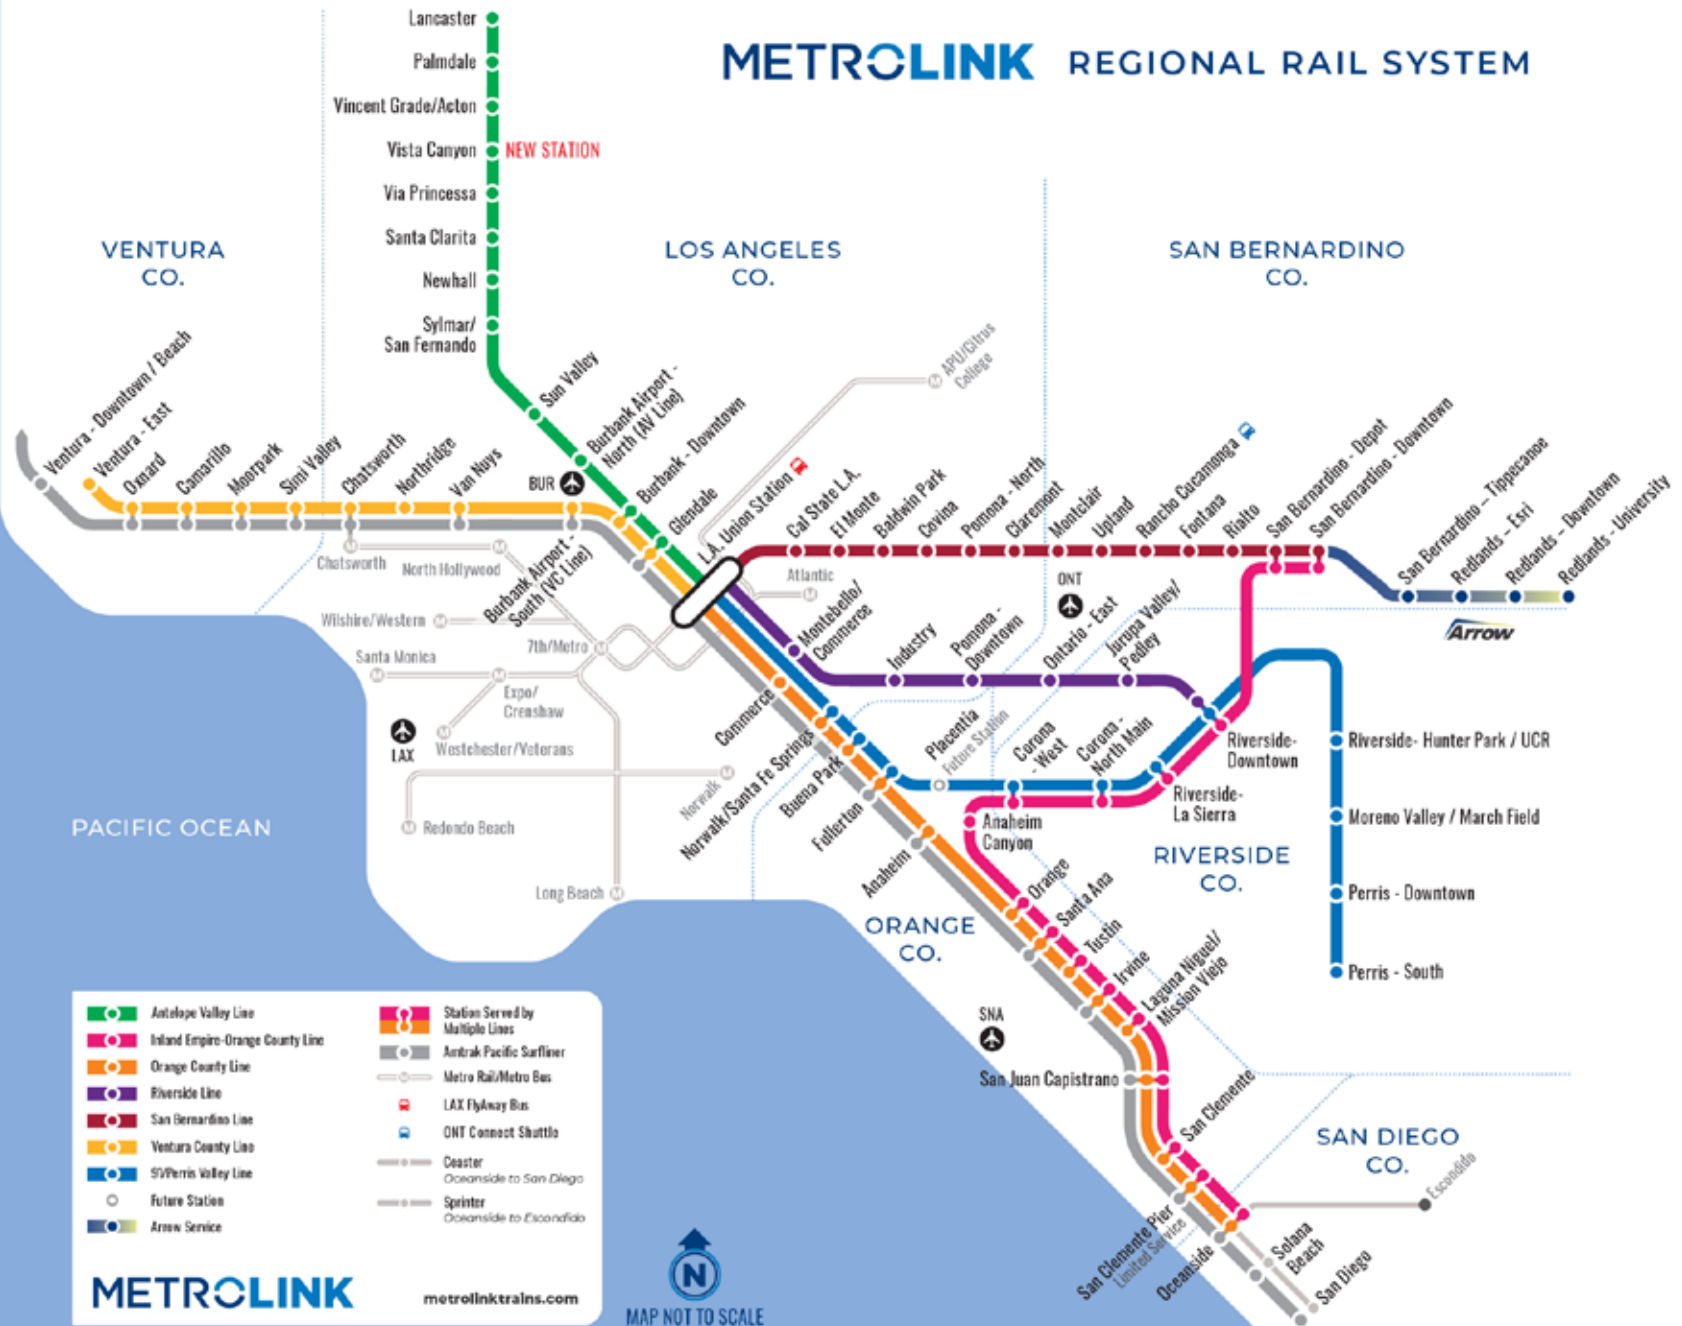 METROLINK REGIONAL RAIL SYSTEM
Lancaster
Palmdale
Vincent Grade/Acton
Vista Canyon
NEW STATION
Via Princessa
Santa Clarita
Newhall
Sylmar/
San Fernando
VENTURA
CO.
LOS ANGELES
CO.
SAN BERNARDINO
CO.
Ventura - Downtown / Beach
Ventura - East
Oxnard
Camarillo
Moorpark
Simi Valley
Chatsworth
Northridge
Van Nuys
BUR
Sun Valley
Burbank Airport -
North (AV Line)
Burbank - Downtown
Glendale
L.A. Union Station
APU/Citrus
College
Cal State L.A.
El Monte
Baldwin Park
Covina
Pomona - North
Claremont
Montclair
Upland
Rancho Cucamonga
Fontana
Rialto
San Bernardino - Depot
San Bernardino - Downtown
San Bernardino – Tippecanoe
Redlands – Esri
Redlands – Downtown
Redlands - University
ARROW
Chatsworth
North Hollywood
Burbank Airport -
South (VC Line)
Wilshire/Western
7th/Metro
Santa Monica
Expo/
Crenshaw
LAX
Westchester/Veterans
Atlantic
ONT
Montebello/
Commerce
Industry
Pomona -
Downtown
Ontario - East
Jurupa Valley/
Pedley
Commerce
Norwalk/Santa Fe Springs
Buena Park
Fullerton
Anaheim
Placentia
Future Station
Corona
- West
Corona -
North Main
Riverside-
Downtown
Riverside-
La Sierra
Riverside- Hunter Park / UCR
Moreno Valley / March Field
Perris - Downtown
Perris - South
Norwalk
Redondo Beach
Long Beach
PACIFIC OCEAN
Anaheim
Canyon
RIVERSIDE
CO.
ORANGE
CO.
Orange
Santa Ana
Tustin
Irvine
Laguna Niguel/
Mission Viejo
SNA
San Juan Capistrano
San Clemente
SAN DIEGO
CO.
Escondido
San Clemente Pier
Limited Service
Oceanside
Solana
Beach
San Diego
Antelope Valley Line
Inland Empire-Orange County Line
Orange County Line
Riverside Line
San Bernardino Line
Ventura County Line
91/Perris Valley Line
Future Station
Arrow Service
Station Served by
Multiple Lines
Amtrak Pacific Surfliner
Metro Rail/Metro Bus
LAX FlyAway Bus
ONT Connect Shuttle
Coaster
Oceanside to San Diego
Sprinter
Oceanside to Escondido
METROLINK
metrolinktrains.com
N
MAP NOT TO SCALE